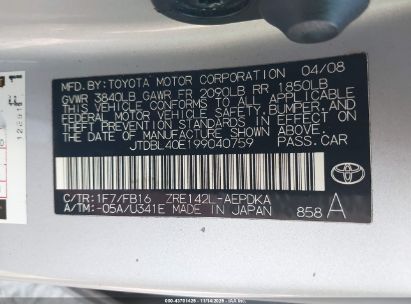 MFD. BY: TOYOTA MOTOR CORPORATION 04/08
GVWR 3840LB GAWR FR 2090LB RR 1850LB
THIS VEHICLE CONFORMS TO ALL APPLICABLE
FEDERAL MOTOR VEHICLE SAFETY, BUMPER, AND
THEFT PREVENTION STANDARDS IN EFFECT ON
THE DATE OF MANUFACTURE SHOWN ABOVE.
JTDBL40E199040759 PASS. CAR
C/TR: 1F7/FB16 ZRE142L-AEPDKA
A/TM: -05A/U341E MADE IN JAPAN 858 A
TOYOTA